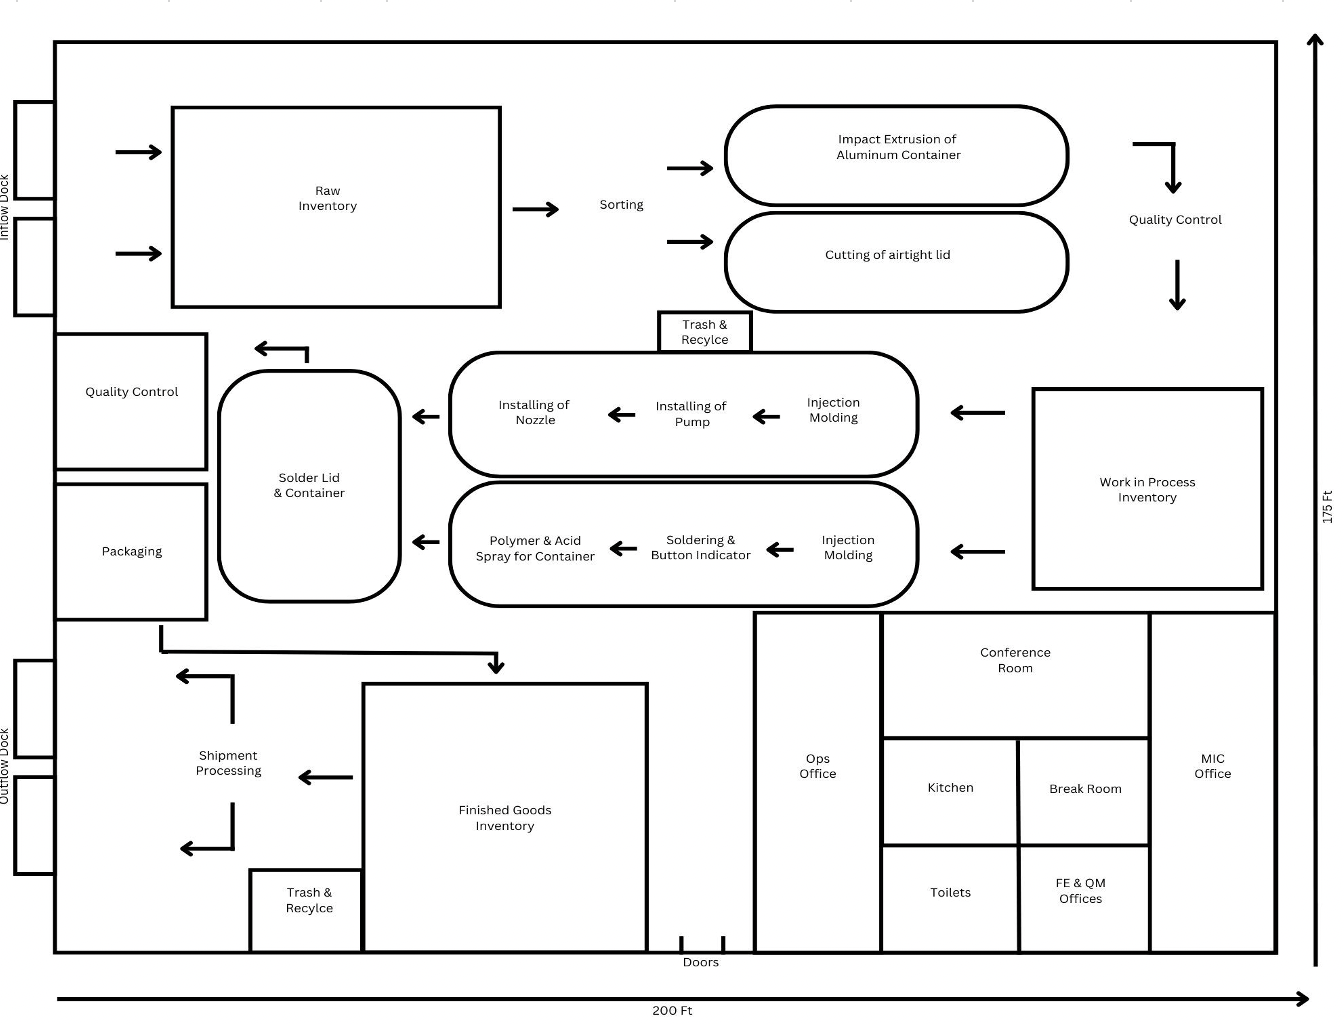 Inflow Dock
Raw
Inventory
Sorting
Impact Extrusion of
Aluminum Container
Cutting of airtight lid
Quality Control
Trash &
Recylce
Quality Control
Solder Lid
& Container
Installing of
Nozzle
Installing of
Pump
Injection
Molding
Work in Process
Inventory
Packaging
Polymer & Acid
Spray for Container
Soldering &
Button Indicator
Injection
Molding
175 Ft
Outflow Dock
Shipment
Processing
Finished Goods
Inventory
Trash &
Recylce
Doors
Ops
Office
Conference
Room
Kitchen
Break Room
Toilets
FE & QM
Offices
MIC
Office
200 Ft